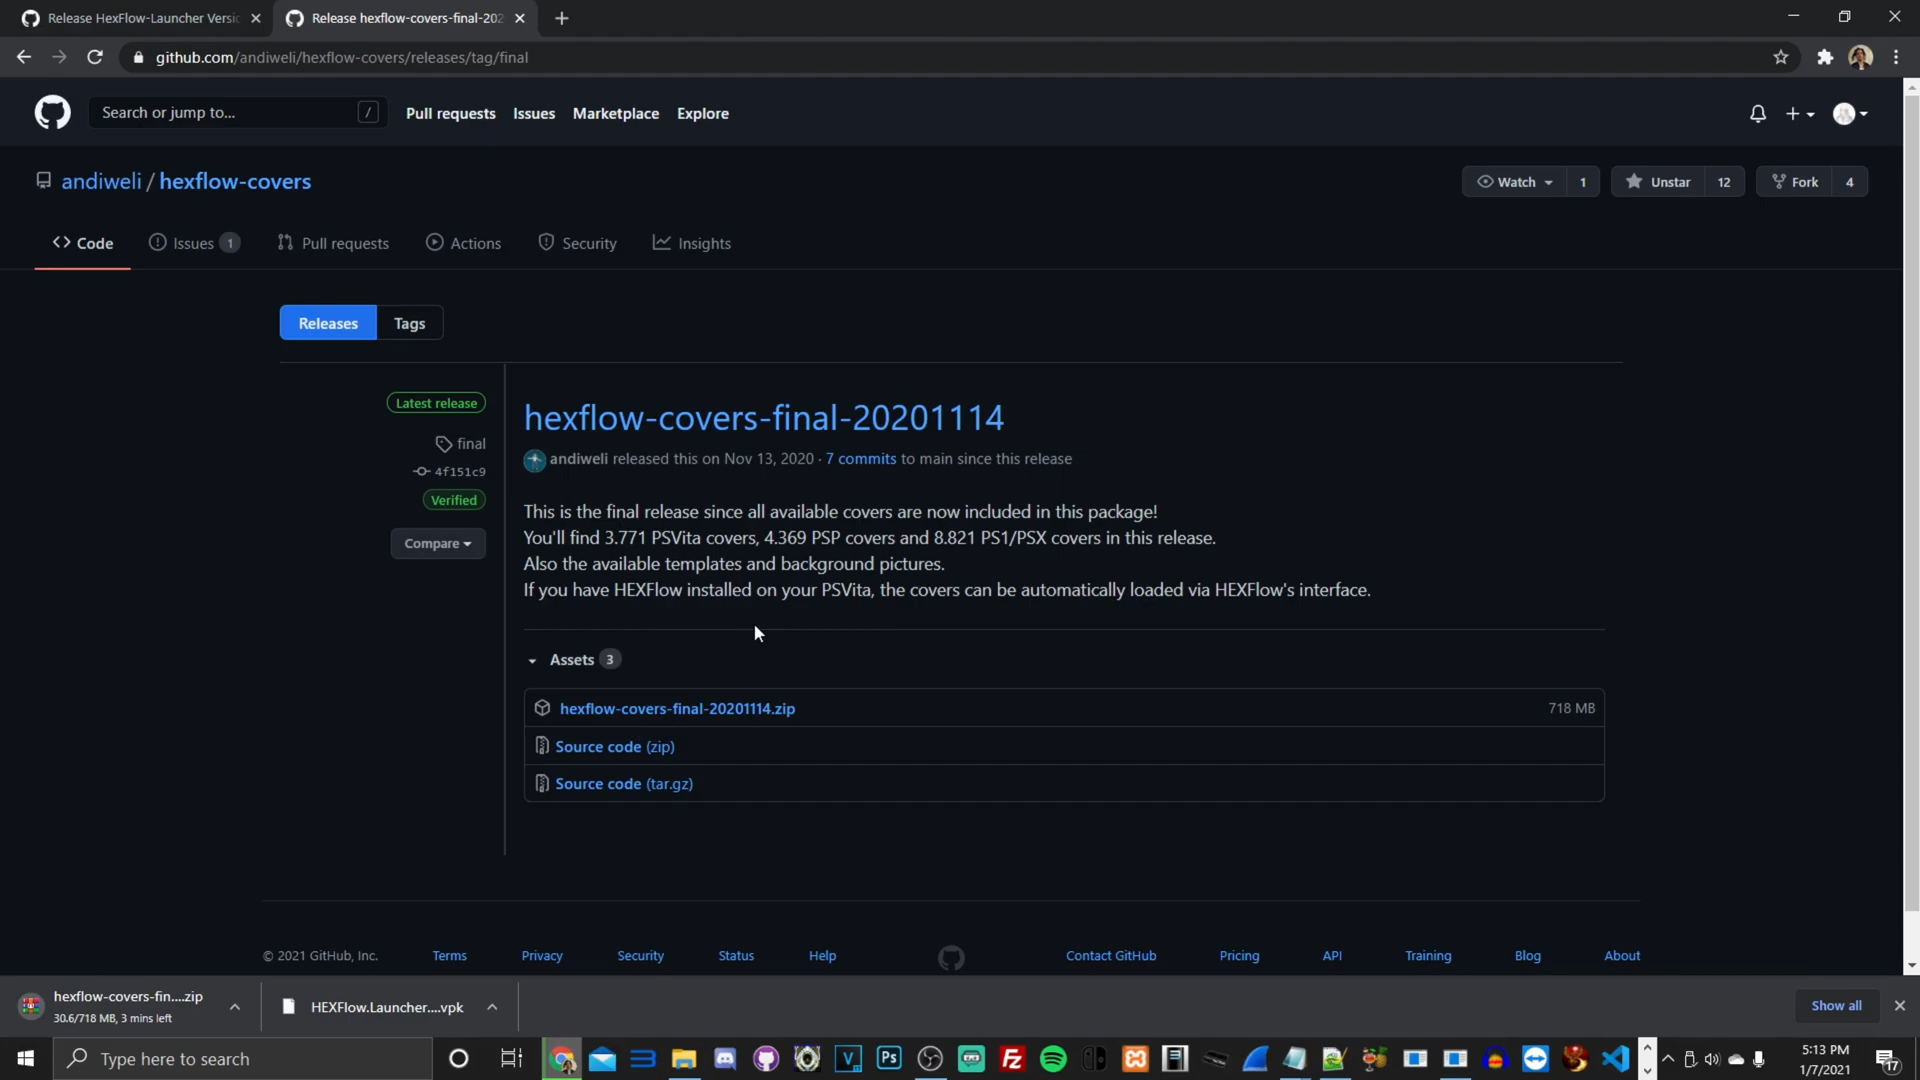 Release HexFlow-Launcher Versi
Release hexflow-covers-final-202
github.com/andiweli/hexflow-covers/releases/tag/final
Search or jump to...
/
Pull requests
Issues
Marketplace
Explore
andiweli / hexflow-covers
Watch
1
Unstar
12
Fork
4
Code
Issues 1
Pull requests
Actions
Security
Insights
Releases
Tags
Latest release
final
4f151c9
Verified
Compare
hexflow-covers-final-20201114
andiweli released this on Nov 13, 2020 · 7 commits to main since this release
This is the final release since all available covers are now included in this package!
You'll find 3.771 PSVita covers, 4.369 PSP covers and 8.821 PS1/PSX covers in this release.
Also the available templates and background pictures.
If you have HEXFlow installed on your PSVita, the covers can be automatically loaded via HEXFlow's interface.
Assets 3
hexflow-covers-final-20201114.zip
718 MB
Source code (zip)
Source code (tar.gz)
© 2021 GitHub, Inc.
Terms
Privacy
Security
Status
Help
Contact GitHub
Pricing
API
Training
Blog
About
hexflow-covers-fin....zip
30.6/718 MB, 3 mins left
HEXFlow.Launcher....vpk
Show all
Type here to search
V
Ps
Fz
5:13 PM
1/7/2021
17